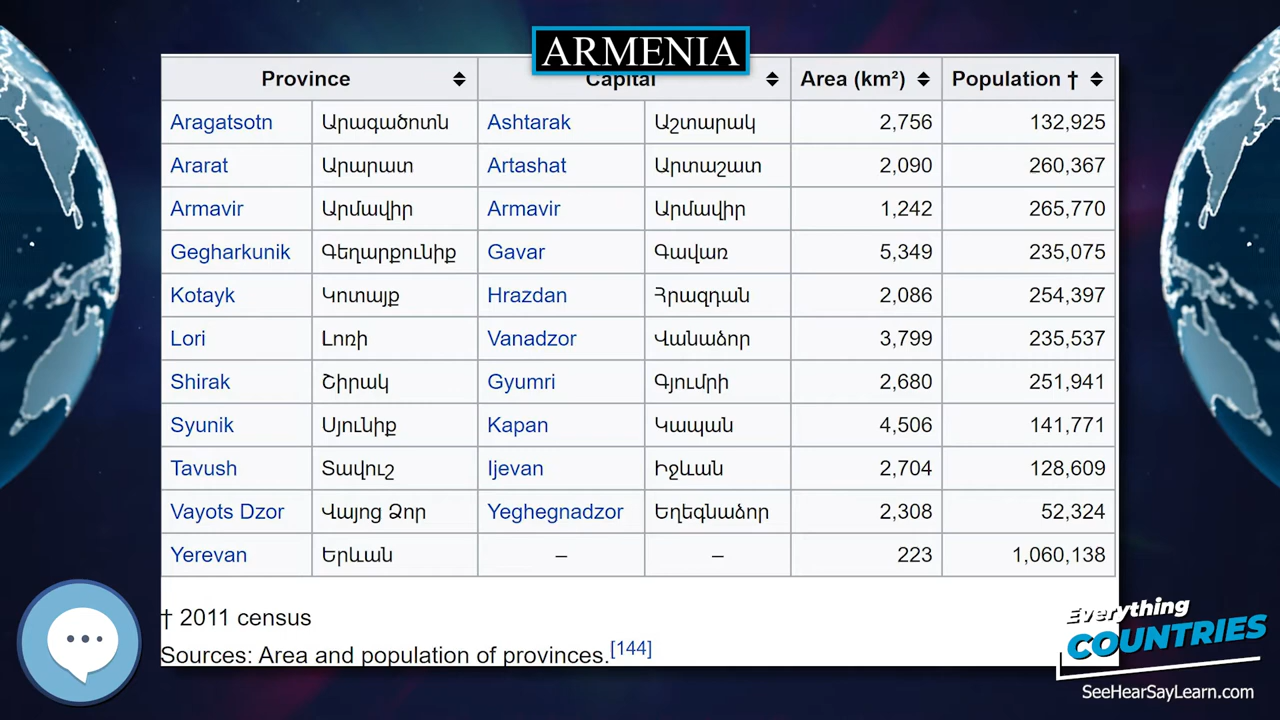 ARMENIA
Province Capital Area (km²) Population †
Aragatsotn Արագածոտն Ashtarak Աշտարակ 2,756 132,925
Ararat Արարատ Artashat Արտաշատ 2,090 260,367
Armavir Արմավիր Armavir Արմավիր 1,242 265,770
Gegharkunik Գեղարքունիք Gavar Գավառ 5,349 235,075
Kotayk Կոտայք Hrazdan Հրազդան 2,086 254,397
Lori Լոռի Vanadzor Վանաձոր 3,799 235,537
Shirak Շիրակ Gyumri Գյումրի 2,680 251,941
Syunik Սյունիք Kapan Կապան 4,506 141,771
Tavush Տավուշ Ijevan Իջևան 2,704 128,609
Vayots Dzor Վայոց Ձոր Yeghegnadzor Եղեգնաձոր 2,308 52,324
Yerevan Երևան – – 223 1,060,138
† 2011 census
Sources: Area and population of provinces.[144]
Everything
COUNTRIES
SeeHearSayLearn.com